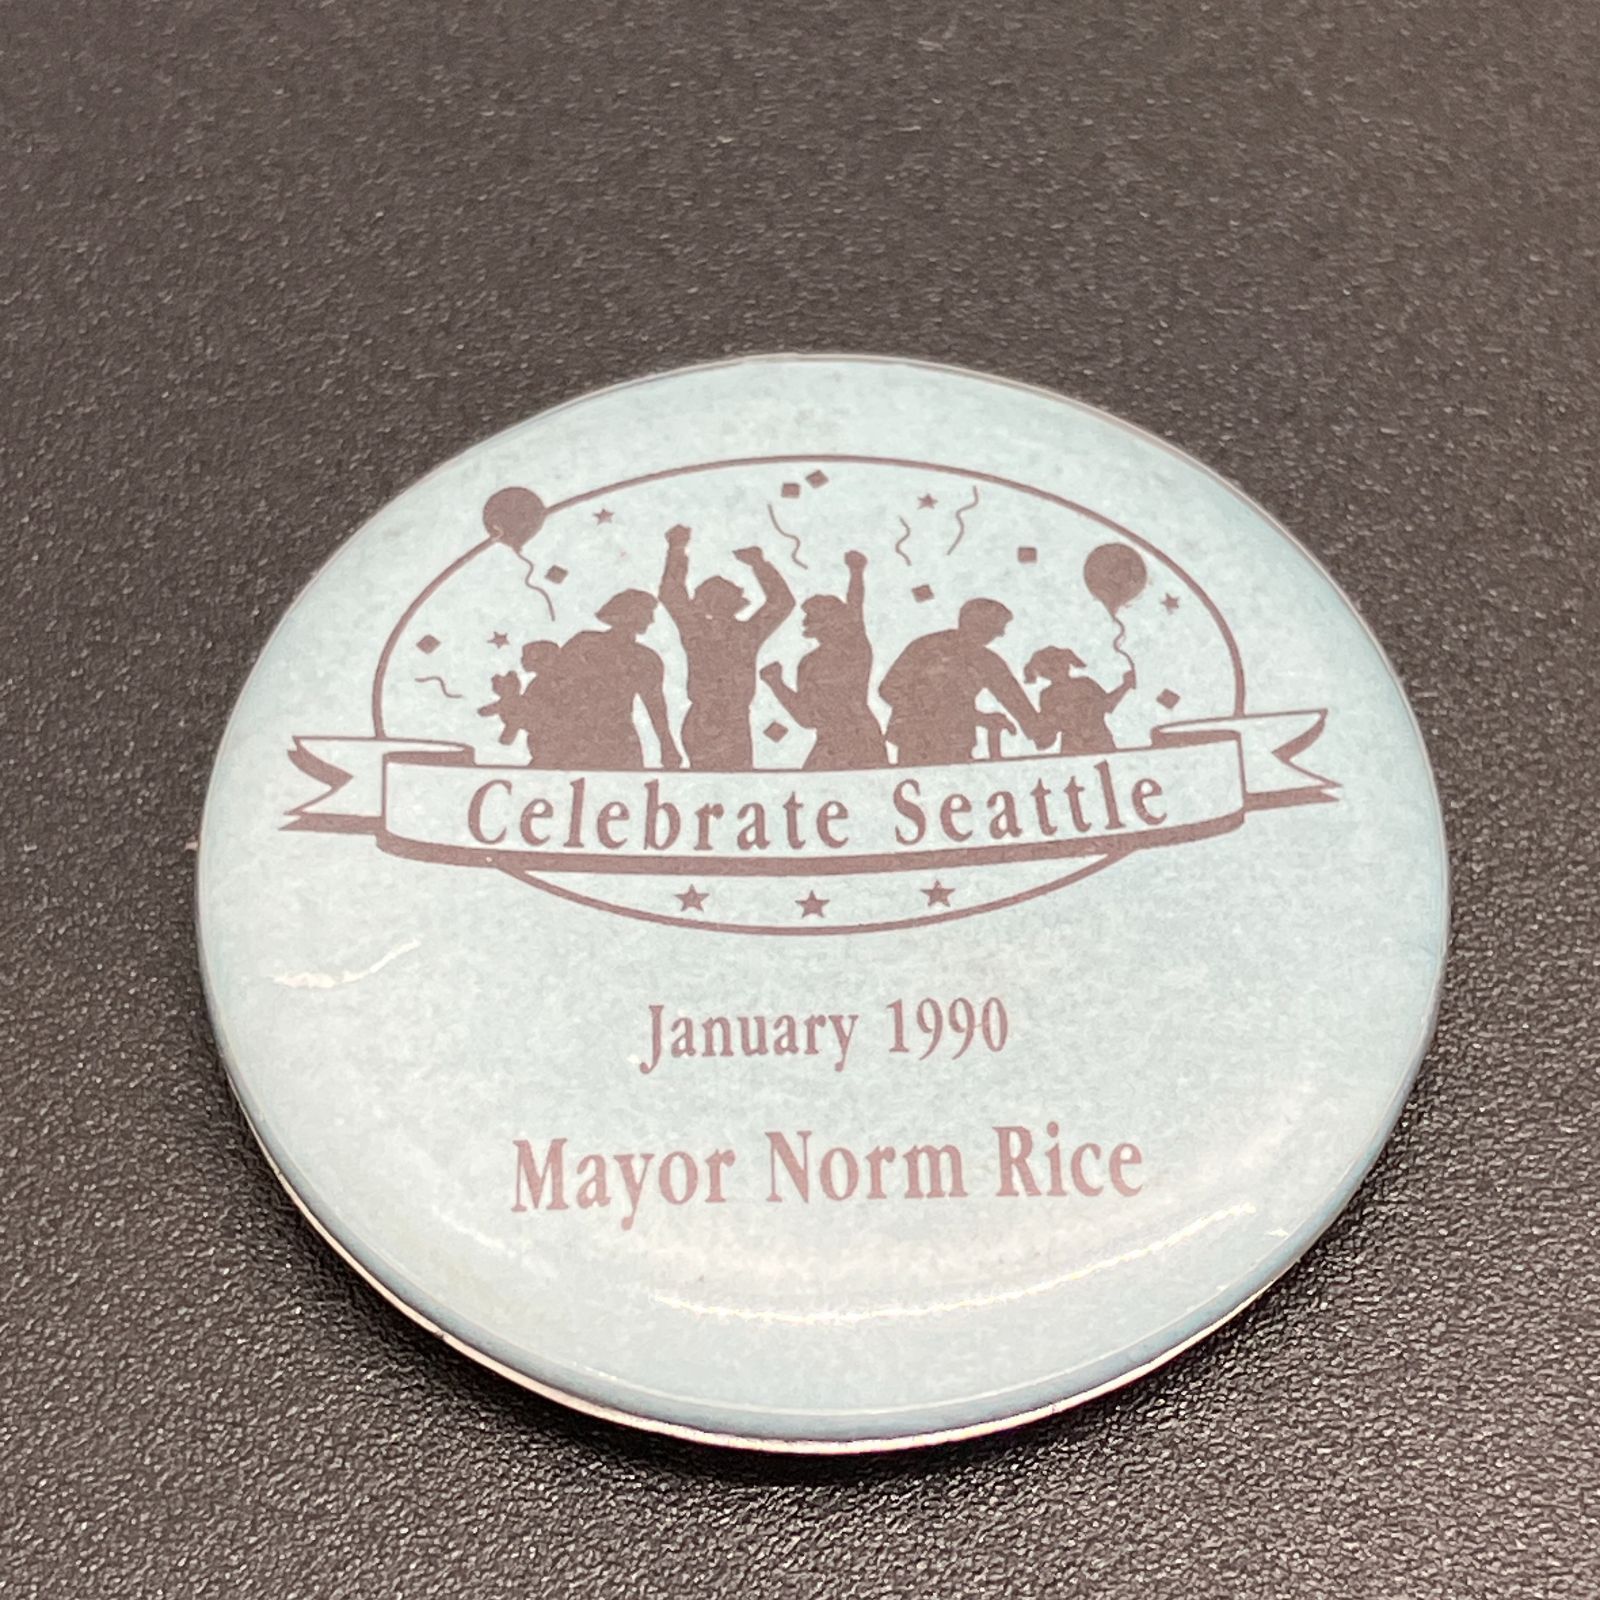 Celebrate Seattle
January 1990
Mayor Norm Rice